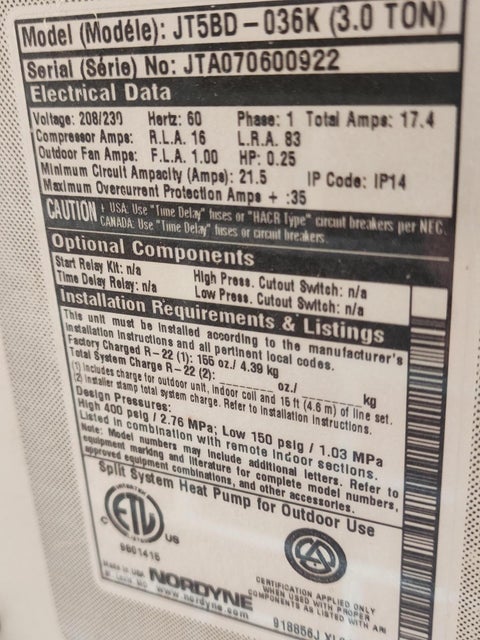 Model (Modéle): JT5BD - 036K (3.0 TON)
Serial (Série) No: JTA070600922
Electrical Data
Voltage: 208/230 Hertz: 60 Phase: 1 Total Amps: 17.4
Compressor Amps: R.L.A. 16 L.R.A. 83
Outdoor Fan Amps: F.L.A. 1.00 HP: 0.25
Minimum Circuit Ampacity (Amps): 21.5 IP Code: IP14
Maximum Overcurrent Protection Amps + :35
CAUTION + USA: Use "Time Delay" fuses or "HACR Type" circuit breakers per NEC.
CANADA: Use "Time Delay" fuses or circuit breakers.
Optional Components
Start Relay Kit: n/a High Press. Cutout Switch: n/a
Time Delay Relay: n/a Low Press. Cutout Switch: n/a
Installation Requirements & Listings
This unit must be installed according to the manufacturer's
installation instructions and all pertinent local codes.
Factory Charged R-22 (1): 155 oz./ 4.39 kg
Total System Charge R-22 (2): ________ oz./ ________ kg
(1) Includes charge for outdoor unit, indoor coil and 15 ft (4.6 m) of line set.
(2) Installer stamp total system charge. Refer to Installation Instructions.
Design Pressures:
High 400 psig / 2.76 MPa; Low 150 psig / 1.03 MPa
Listed in combination with remote indoor sections.
Note: Model numbers may include additional letters. Refer to
equipment marking and literature for complete model numbers,
approved equipment combinations, and other accessories.
Split System Heat Pump for Outdoor Use
C ETL US
9601416
Made in USA NORDYNE
www.nordyne.com
CERTIFICATION APPLIES ONLY
WHEN USED WITH PROPER
COMPONENTS AS LISTED WITH ARI